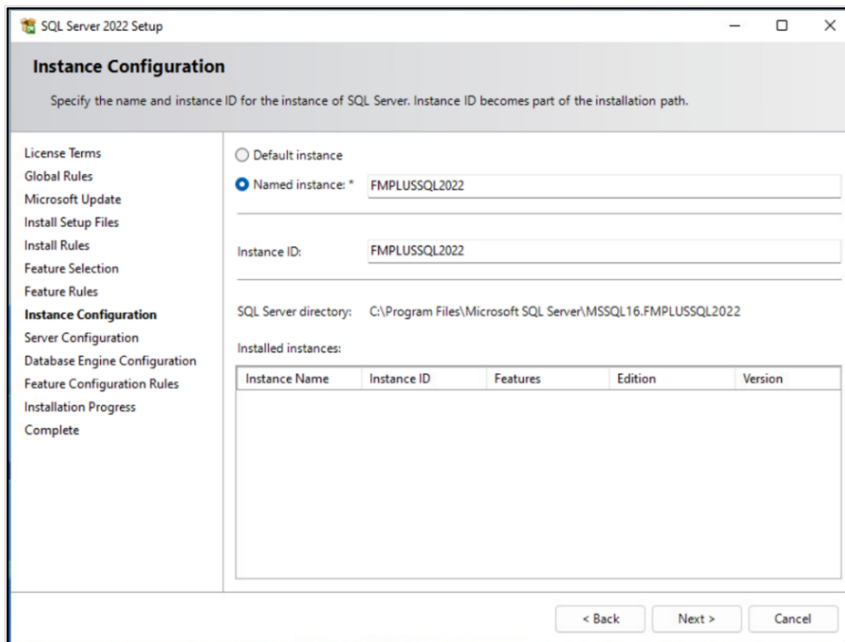 SQL Server 2022 Setup
Instance Configuration
Specify the name and instance ID for the instance of SQL Server. Instance ID becomes part of the installation path.
License Terms
Global Rules
Microsoft Update
Install Setup Files
Install Rules
Feature Selection
Feature Rules
Instance Configuration
Server Configuration
Database Engine Configuration
Feature Configuration Rules
Installation Progress
Complete
Default instance
Named instance: * FMPLUSSQL2022
Instance ID: FMPLUSSQL2022
SQL Server directory: C:\Program Files\Microsoft SQL Server\MSSQL16.FMPLUSSQL2022
Installed instances:
Instance Name Instance ID Features Edition Version
< Back Next > Cancel